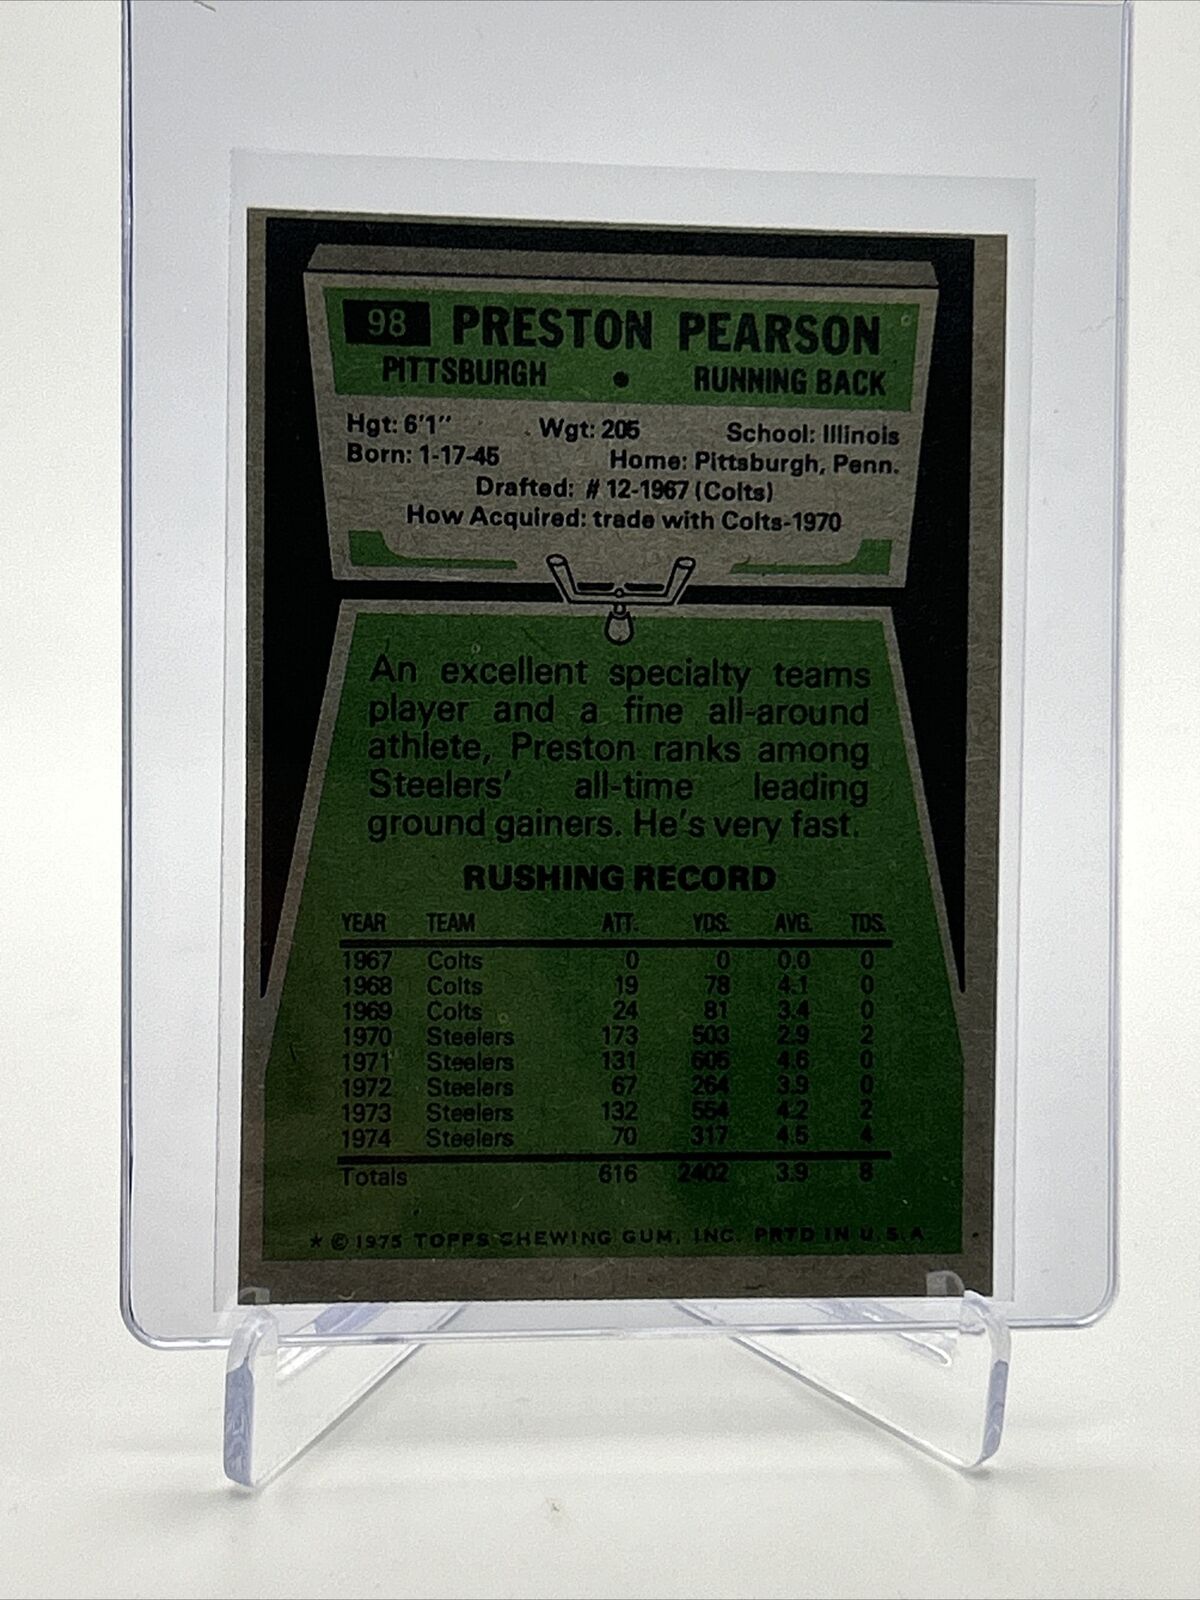 98 PRESTON PEARSON
PITTSBURGH • RUNNING BACK
Hgt: 6'1" Wgt: 205 School: Illinois
Born: 1-17-45 Home: Pittsburgh, Penn.
Drafted: # 12-1967 (Colts)
How Acquired: trade with Colts-1970
An excellent specialty teams
player and a fine all-around
athlete, Preston ranks among
Steelers' all-time leading
ground gainers. He's very fast.
RUSHING RECORD
YEAR TEAM ATT. YDS. AVG. TDS.
1967 Colts 0 0 0.0 0
1968 Colts 19 78 4.1 0
1969 Colts 24 81 3.4 0
1970 Steelers 173 503 2.9 2
1971 Steelers 131 605 4.6 0
1972 Steelers 67 264 3.9 0
1973 Steelers 132 554 4.2 2
1974 Steelers 70 317 4.5 4
Totals 616 2402 3.9 8
* © 1975 TOPPS CHEWING GUM, INC. PRTD IN U.S.A